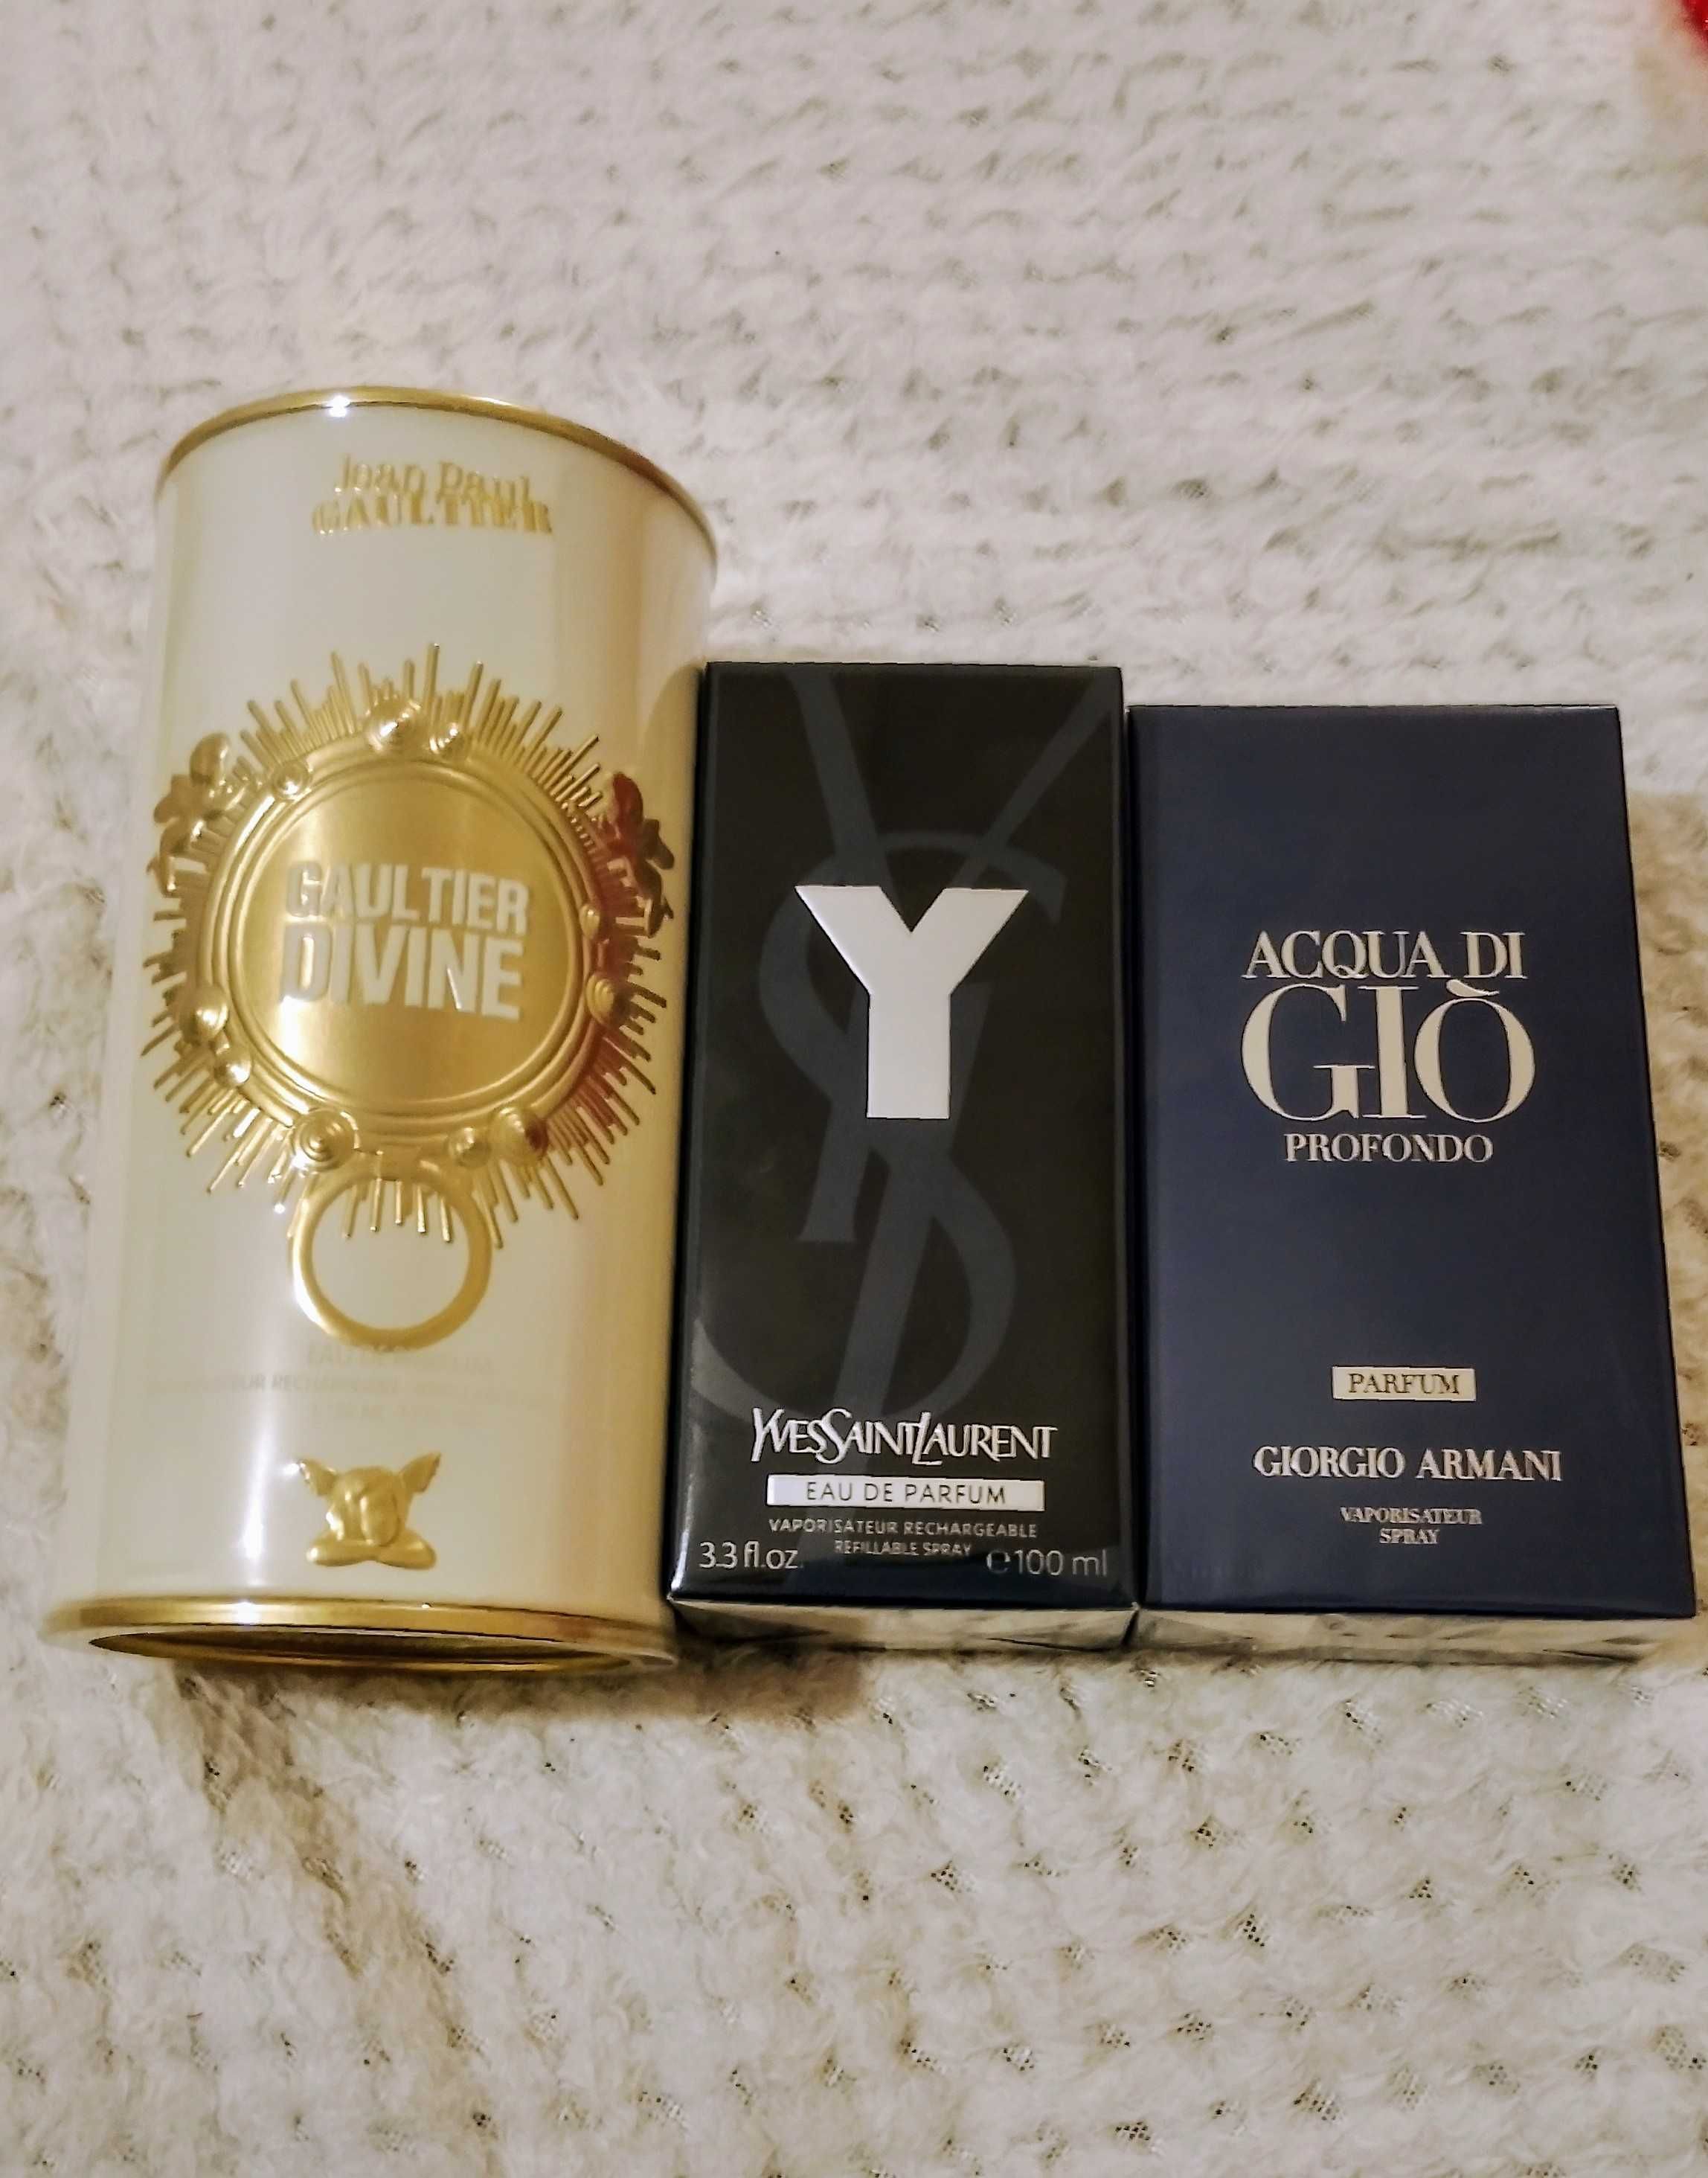 Jean Paul
GAULTIER
GAULTIER
DIVINE
Y
YVESSAINTLAURENT
EAU DE PARFUM
VAPORISATEUR RECHARGEABLE
REFILLABLE SPRAY
3.3 fl.oz. e100 ml
ACQUA DI
GIÒ
PROFONDO
PARFUM
GIORGIO ARMANI
VAPORISATEUR
SPRAY